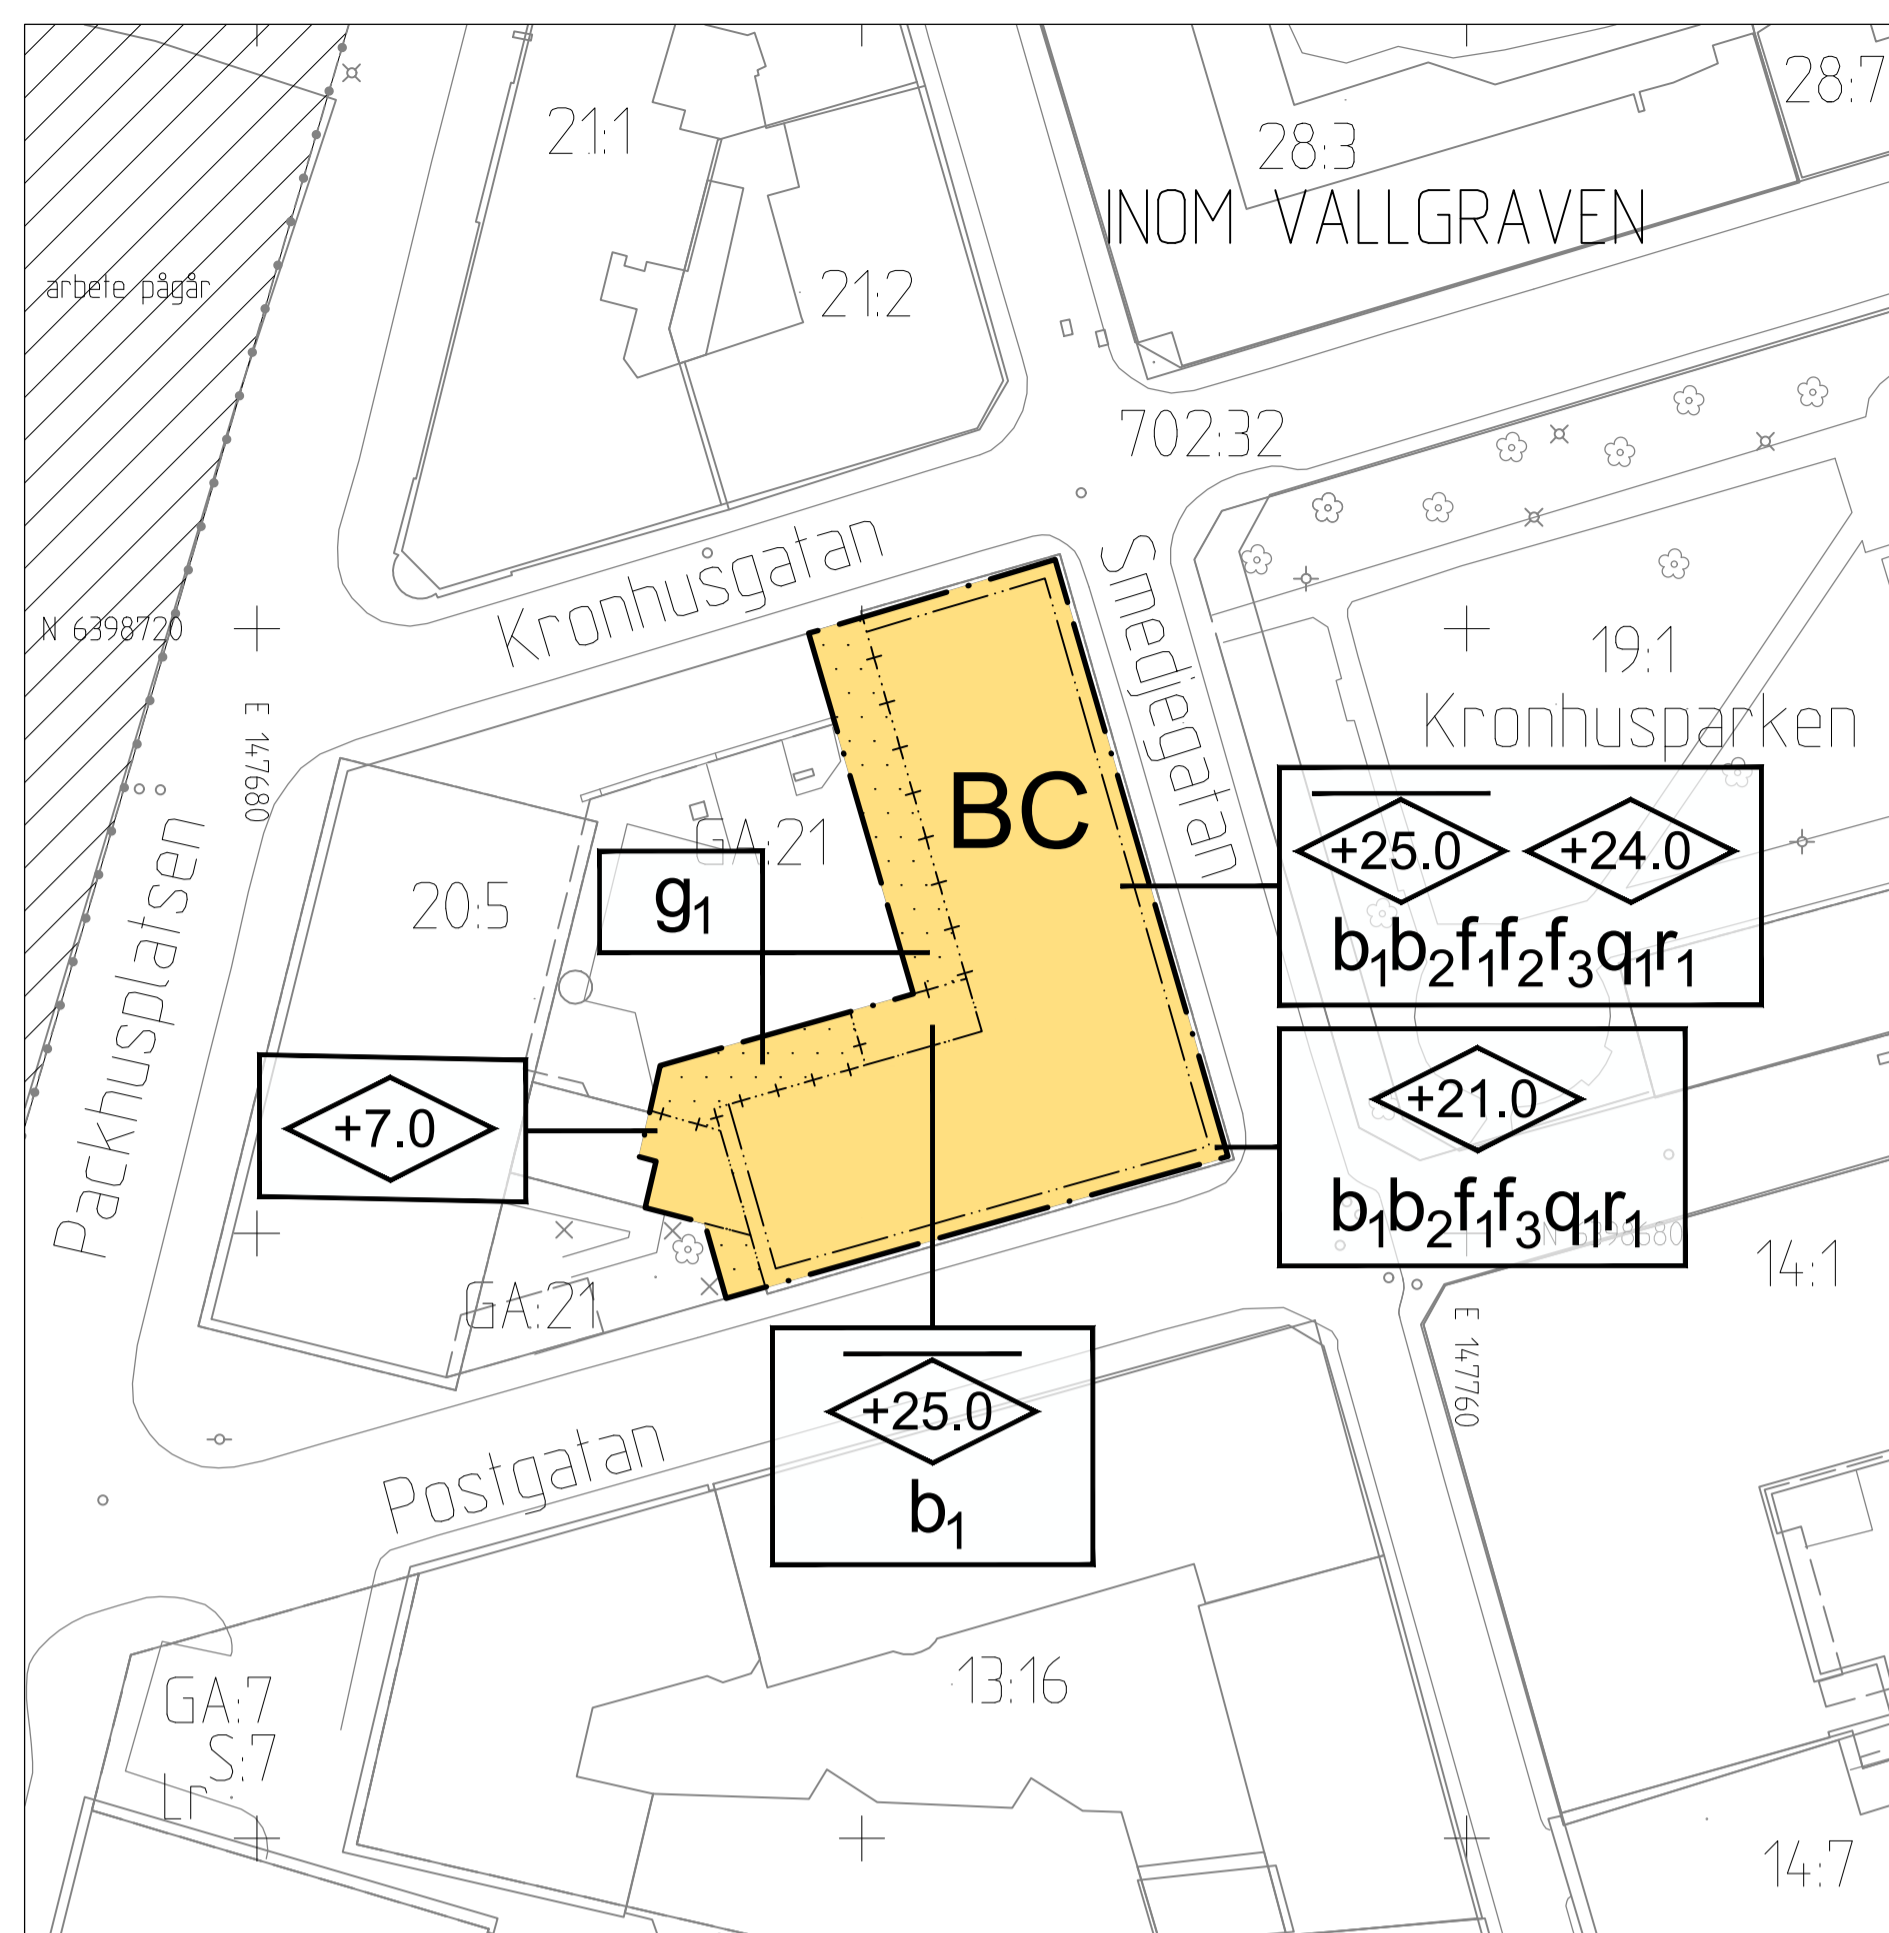 21:1
28:7
28:3
INOM VALLGRAVEN
arbete pågår
21:2
702:32
Kronhusgatan
Smedjegatan
N 6398720
19:1
Kronhusparken
E 147680
BC
GA:21
g₁
20:5
Packhusplatsen
+25.0 +24.0
b₁b₂f₁f₂f₃q₁r₁
+7.0
+21.0
b₁b₂f₁f₃q₁r₁
N 6398680
14:1
GA:21
E 147760
+25.0
b₁
Postgatan
13:16
GA:7
S:7
Lr
14:7